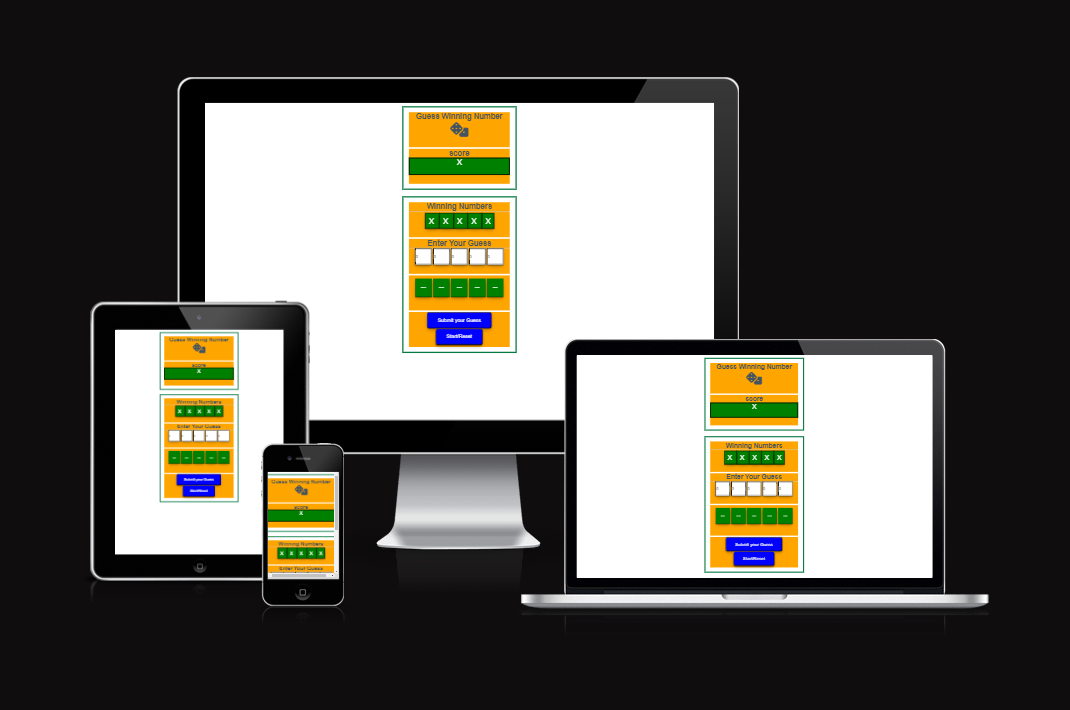 Guess Winning Number
score
X
Winning Numbers
X X X X X
Enter Your Guess
– – – – –
Submit your Guess
Start/Reset
Guess Winning Number
score
X
Winning Numbers
X X X X X
Enter Your Guess
– – – – –
Submit your Guess
Start/Reset
Guess Winning Number
score
X
Winning Numbers
X X X X X
Enter Your Guess
Guess Winning Number
score
X
Winning Numbers
X X X X X
Enter Your Guess
– – – – –
Submit your Guess
Start/Reset